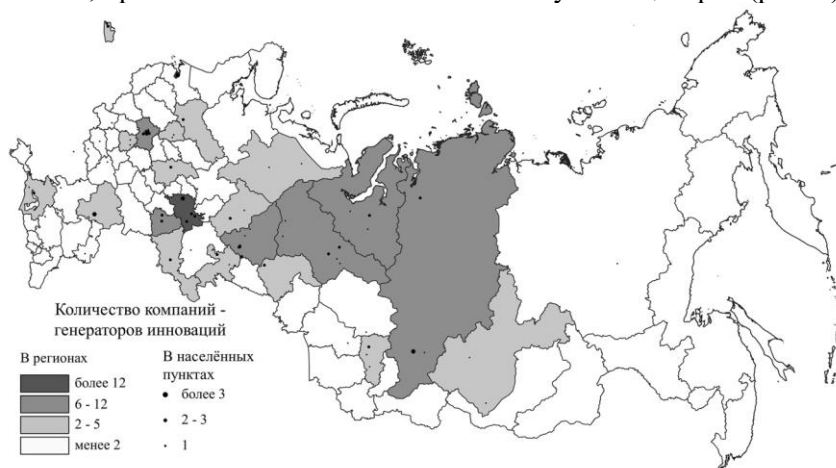 Количество компаний -
генераторов инноваций
В регионах
более 12
6 - 12
2 - 5
менее 2
В населённых
пунктах
более 3
2 - 3
1